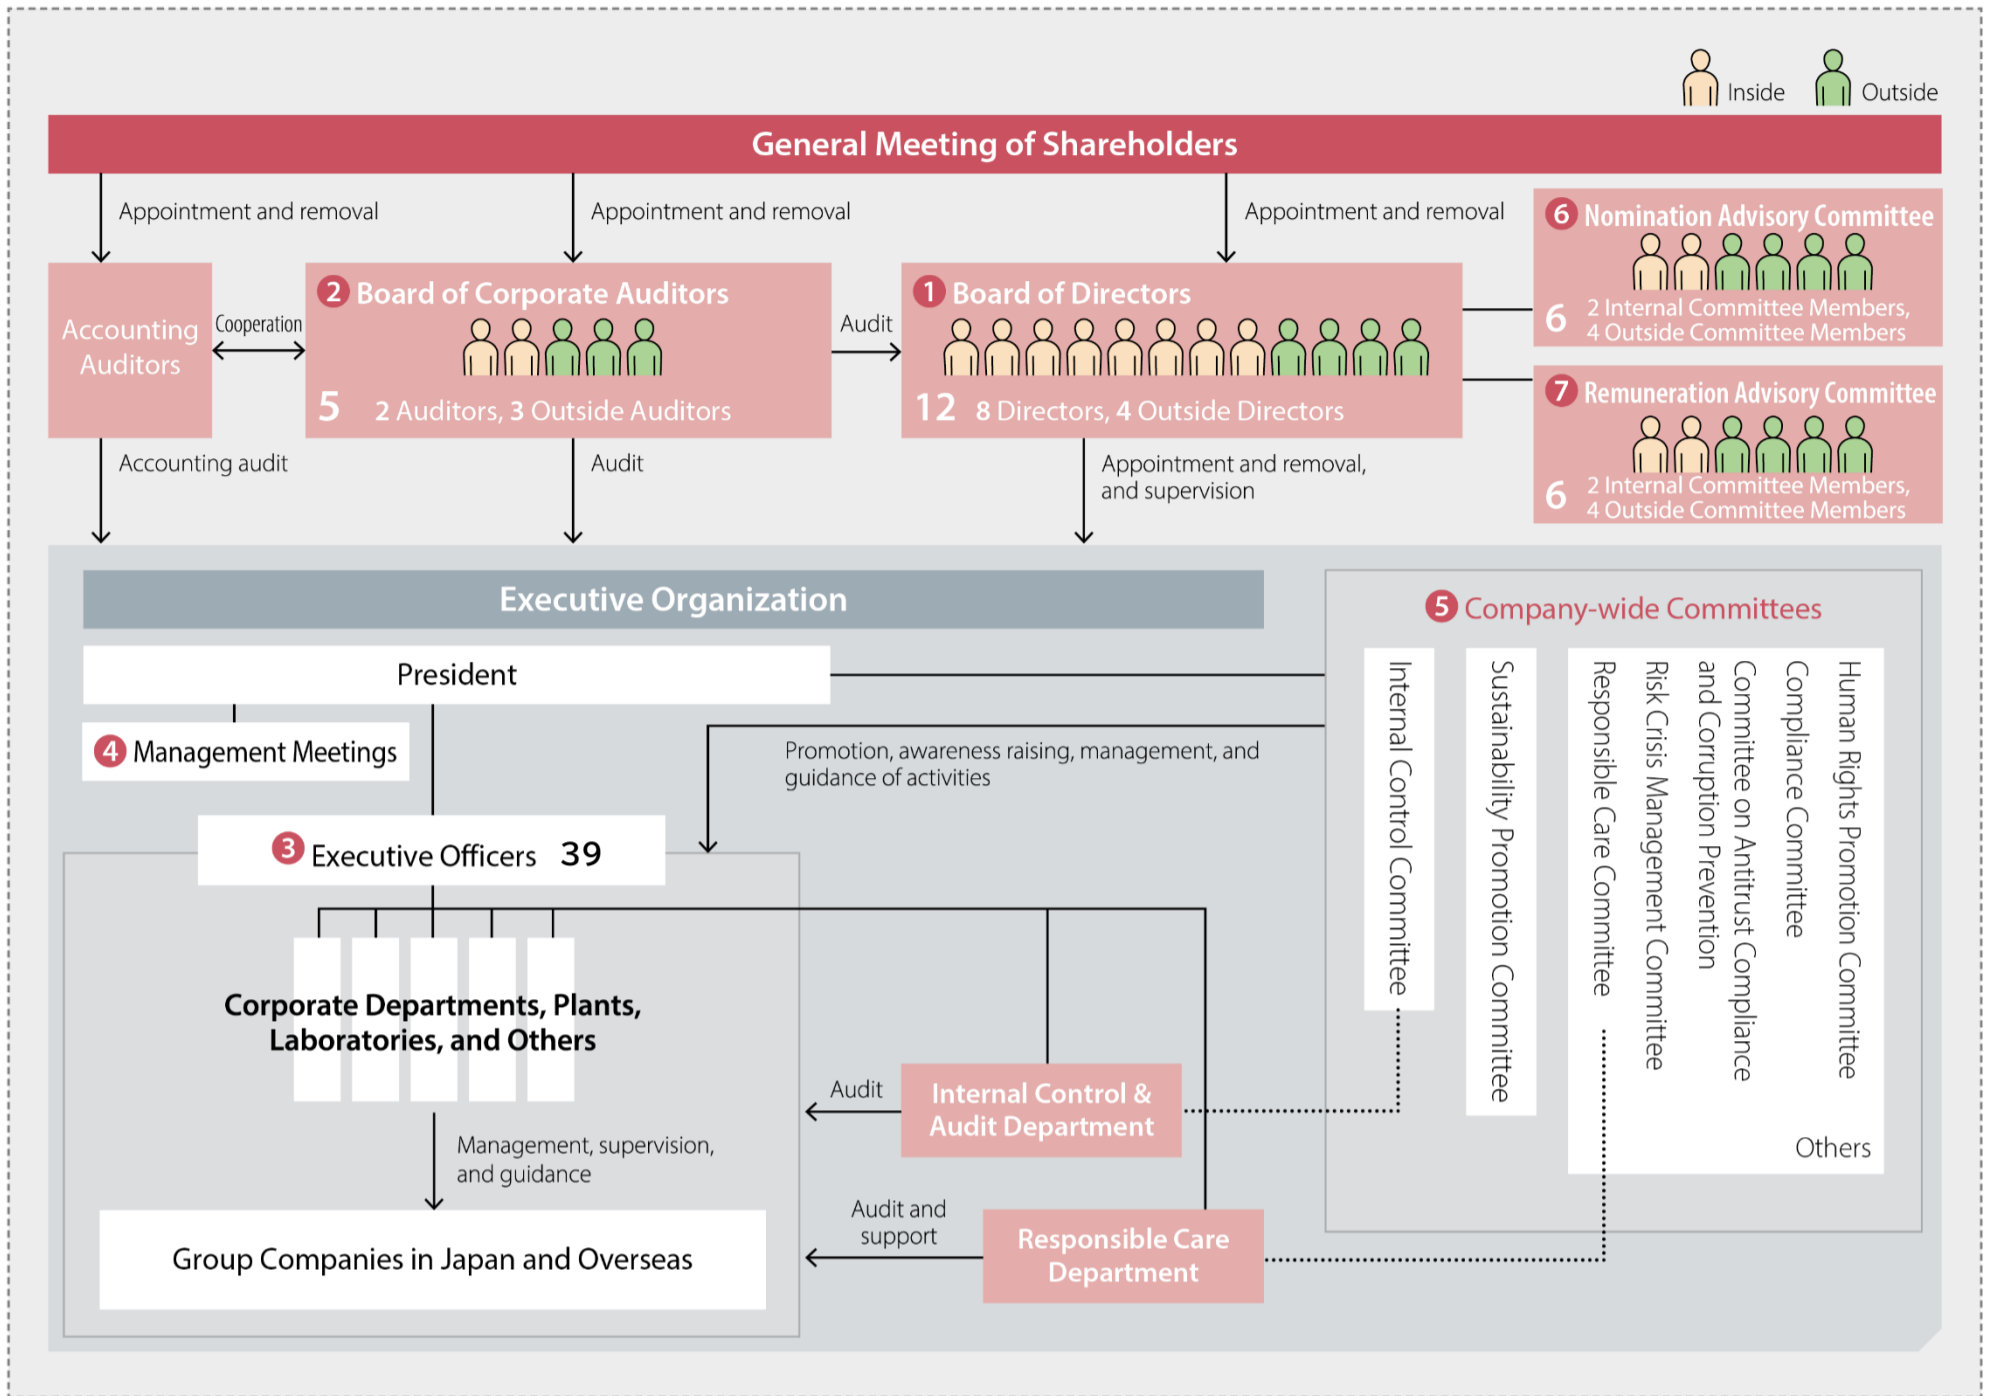 Inside
Outside
General Meeting of Shareholders
Appointment and removal
Appointment and removal
Appointment and removal
Accounting
Auditors
Cooperation
2 Board of Corporate Auditors
5 2 Auditors, 3 Outside Auditors
Audit
1 Board of Directors
12 8 Directors, 4 Outside Directors
6 Nomination Advisory Committee
6 2 Internal Committee Members,
4 Outside Committee Members
7 Remuneration Advisory Committee
6 2 Internal Committee Members,
4 Outside Committee Members
Accounting audit
Audit
Appointment and removal,
and supervision
Executive Organization
President
4 Management Meetings
Promotion, awareness raising, management, and
guidance of activities
3 Executive Officers 39
Corporate Departments, Plants,
Laboratories, and Others
Management, supervision,
and guidance
Group Companies in Japan and Overseas
Audit
Internal Control &
Audit Department
Audit and
support
Responsible Care
Department
5 Company-wide Committees
Internal Control Committee
Sustainability Promotion Committee
Responsible Care Committee
Risk Crisis Management Committee
Committee on Antitrust Compliance
and Corruption Prevention
Compliance Committee
Human Rights Promotion Committee
Others